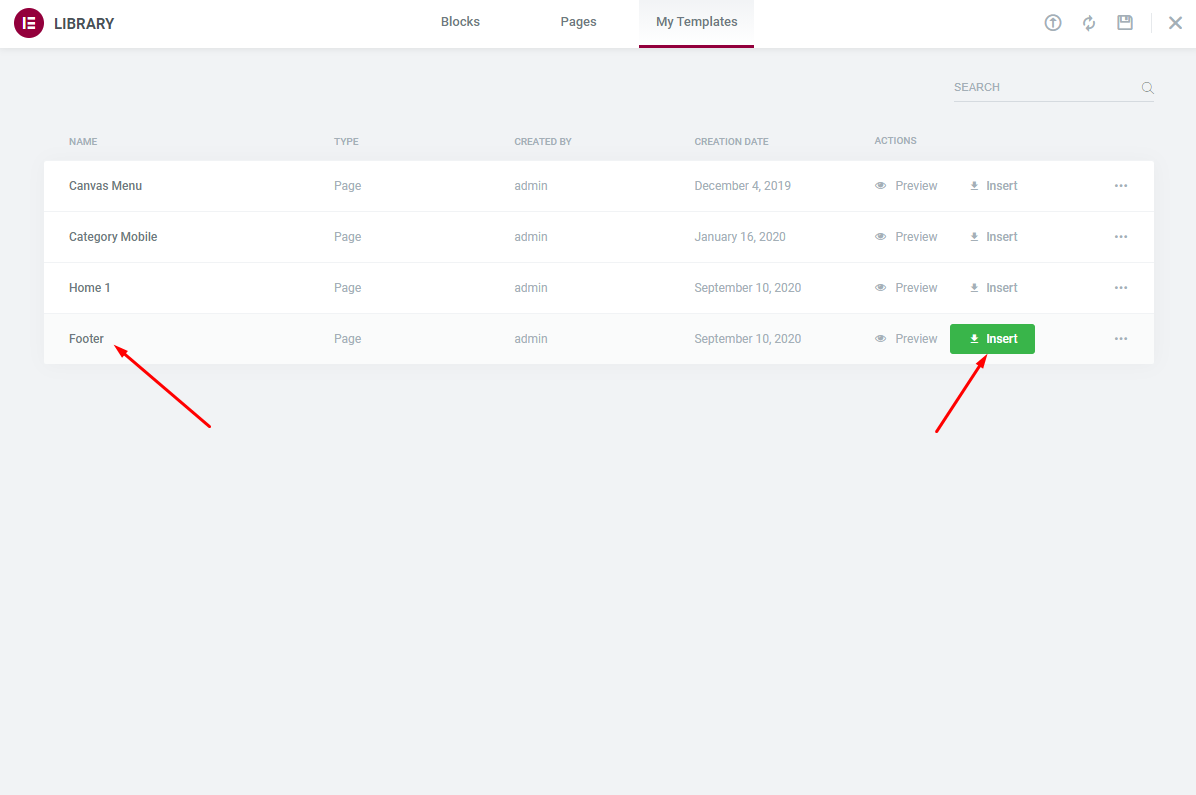 LIBRARY Blocks Pages My Templates
SEARCH
NAME TYPE CREATED BY CREATION DATE ACTIONS
Canvas Menu Page admin December 4, 2019 Preview Insert
Category Mobile Page admin January 16, 2020 Preview Insert
Home 1 Page admin September 10, 2020 Preview Insert
Footer Page admin September 10, 2020 Preview Insert